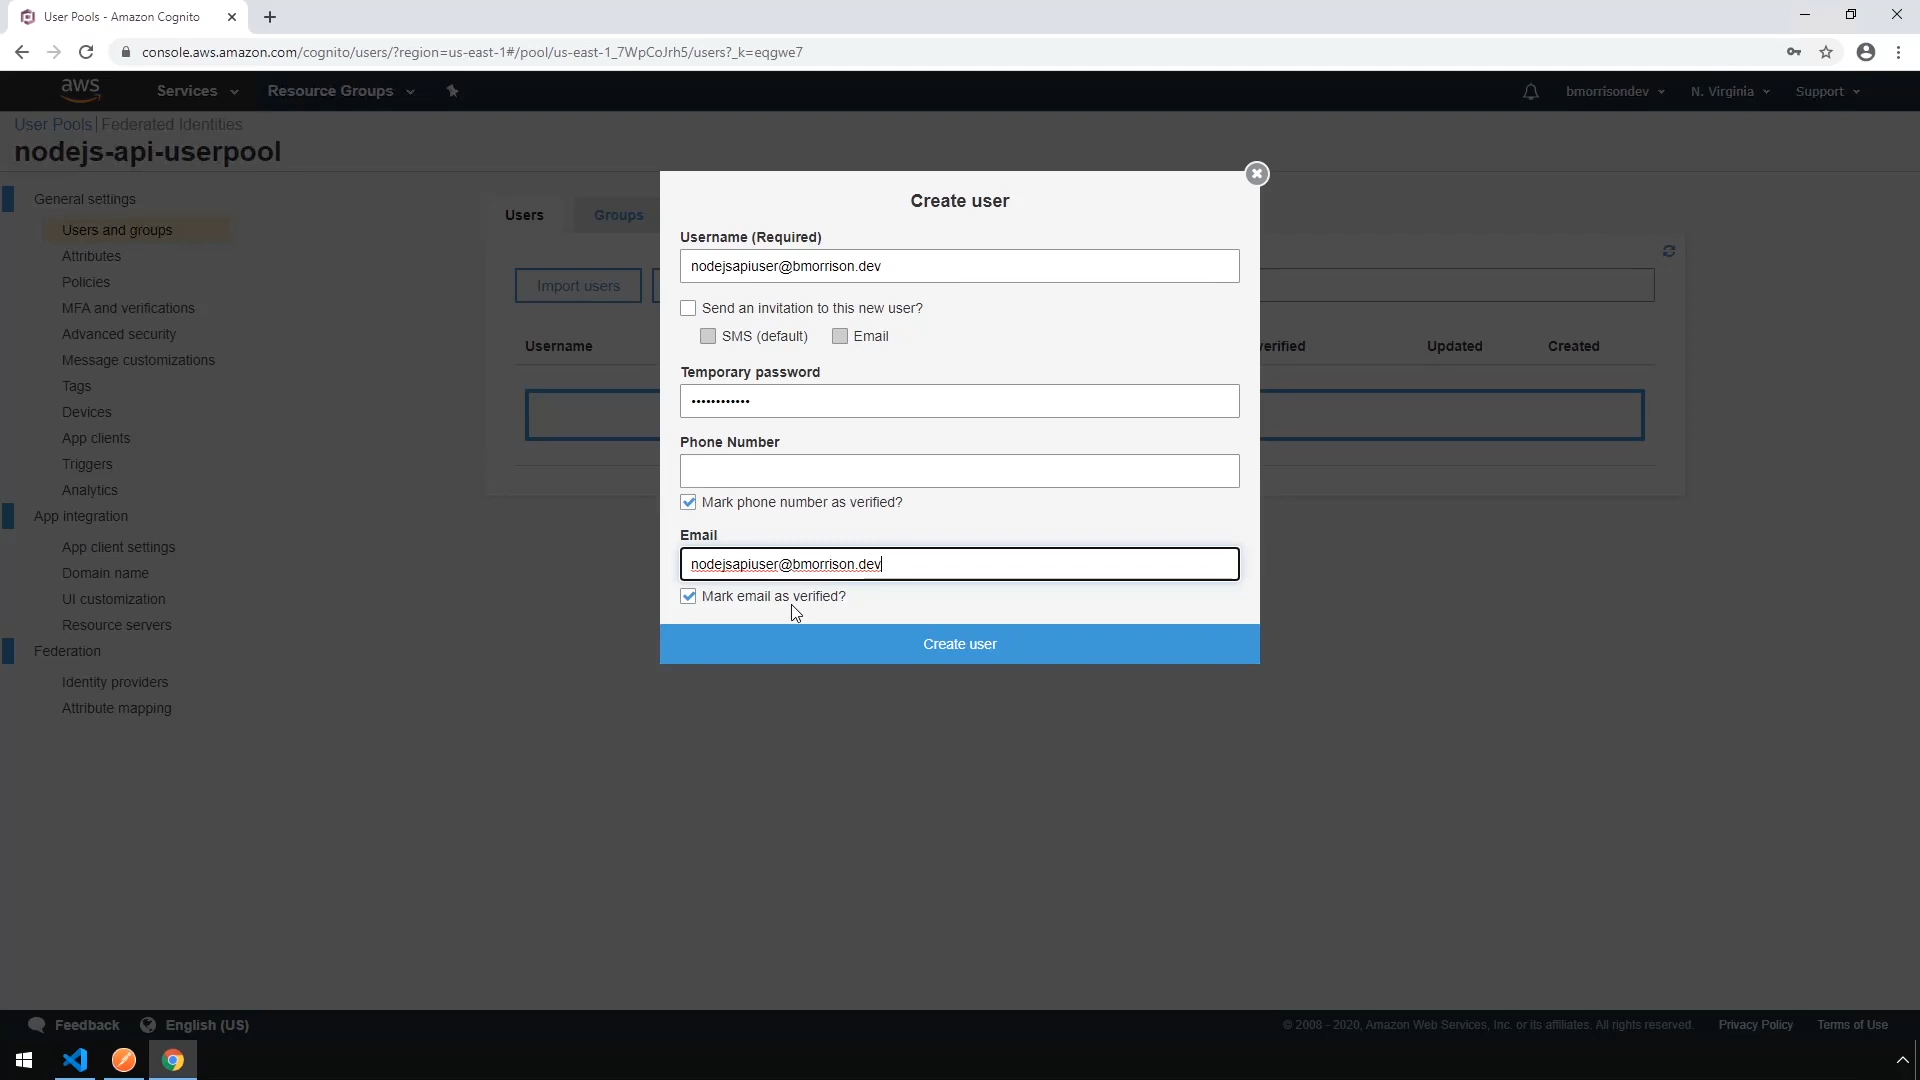 User Pools - Amazon Cognito
console.aws.amazon.com/cognito/users/?region=us-east-1#/pool/us-east-1_7WpCoJrh5/users?_k=eqgwe7
aws Services Resource Groups bmorrisondev N. Virginia Support
User Pools | Federated Identities
nodejs-api-userpool
General settings
Users and groups
Attributes
Policies
MFA and verifications
Advanced security
Message customizations
Tags
Devices
App clients
Triggers
Analytics
App integration
App client settings
Domain name
UI customization
Resource servers
Federation
Identity providers
Attribute mapping
Users Groups
Import users
Username verified Updated Created
Create user
Username (Required)
nodejsapiuser@bmorrison.dev
Send an invitation to this new user?
SMS (default) Email
Temporary password
••••••••••••
Phone Number
Mark phone number as verified?
Email
nodejsapiuser@bmorrison.dev
Mark email as verified?
Create user
Feedback English (US) © 2008 - 2020, Amazon Web Services, Inc. or its affiliates. All rights reserved. Privacy Policy Terms of Use